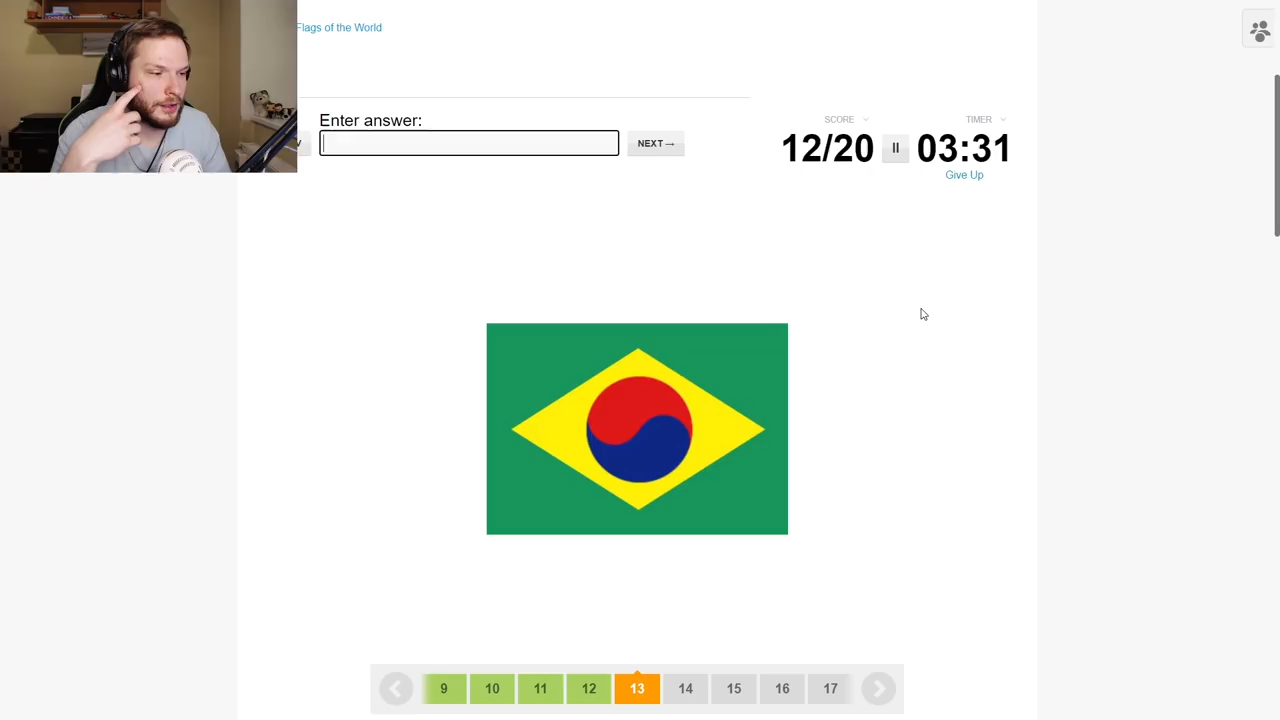 Flags of the World
Enter answer:
V
NEXT→
SCORE
12/20
TIMER
03:31
Give Up
9 10 11 12 13 14 15 16 17